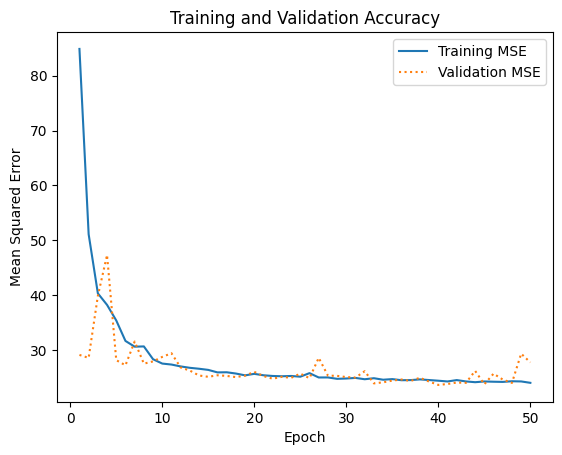 Training and Validation Accuracy
Training MSE
Validation MSE
80
70
60
50
40
30
Mean Squared Error
0
10
20
30
40
50
Epoch